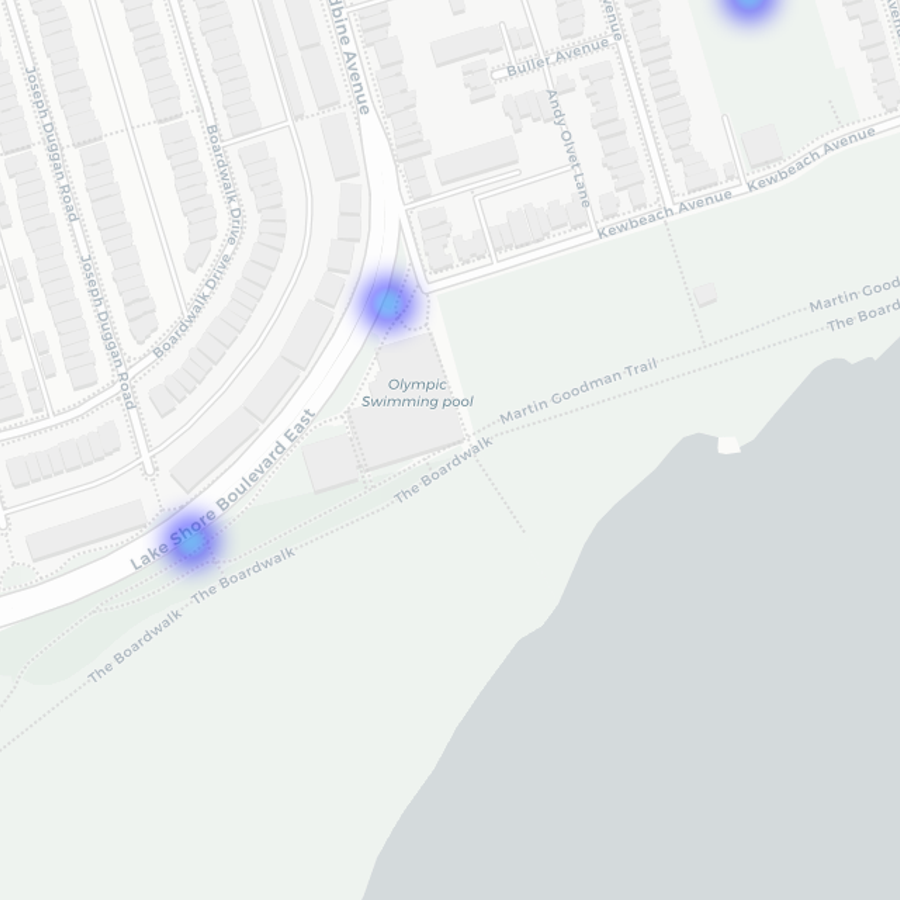 dbine Avenue
Buller Avenue
Joseph Duggan Road
Boardwalk Drive
Andy Olvet Lane
Kewbeach Avenue
Kewbeach Avenue
Joseph Duggan Road
Boardwalk Drive
Martin Good
The Board
Olympic
Swimming pool
Martin Goodman Trail
Lake Shore Boulevard East
The Boardwalk
The Boardwalk
The Boardwalk